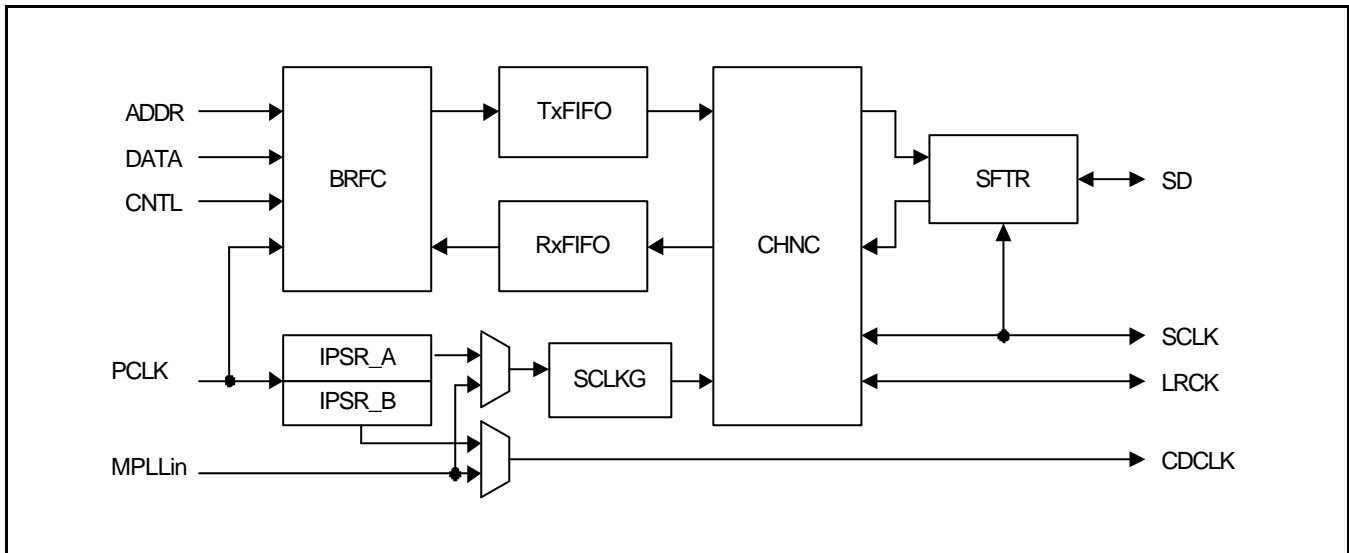 ADDR
DATA
CNTL
BRFC
TxFIFO
RxFIFO
CHNC
SFTR
SD
PCLK
IPSR_A
IPSR_B
SCLKG
SCLK
LRCK
MPLLin
CDCLK